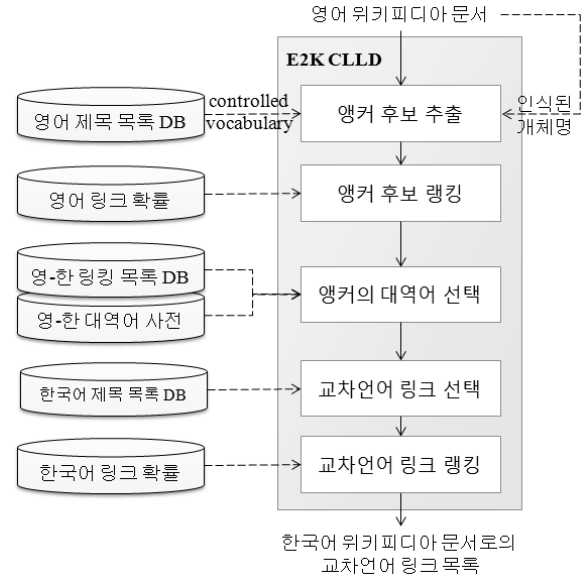 영어 위키피디아 문서
E2K CLLD
영어 제목 목록 DB
controlled
vocabulary
앵커 후보 추출
인식된
개체명
영어 링크 확률
앵커 후보 랭킹
영-한 링킹 목록 DB
영-한 대역어 사전
앵커의 대역어 선택
한국어 제목 목록 DB
교차언어 링크 선택
한국어 링크 확률
교차언어 링크 랭킹
한국어 위키피디아 문서로의
교차언어 링크 목록